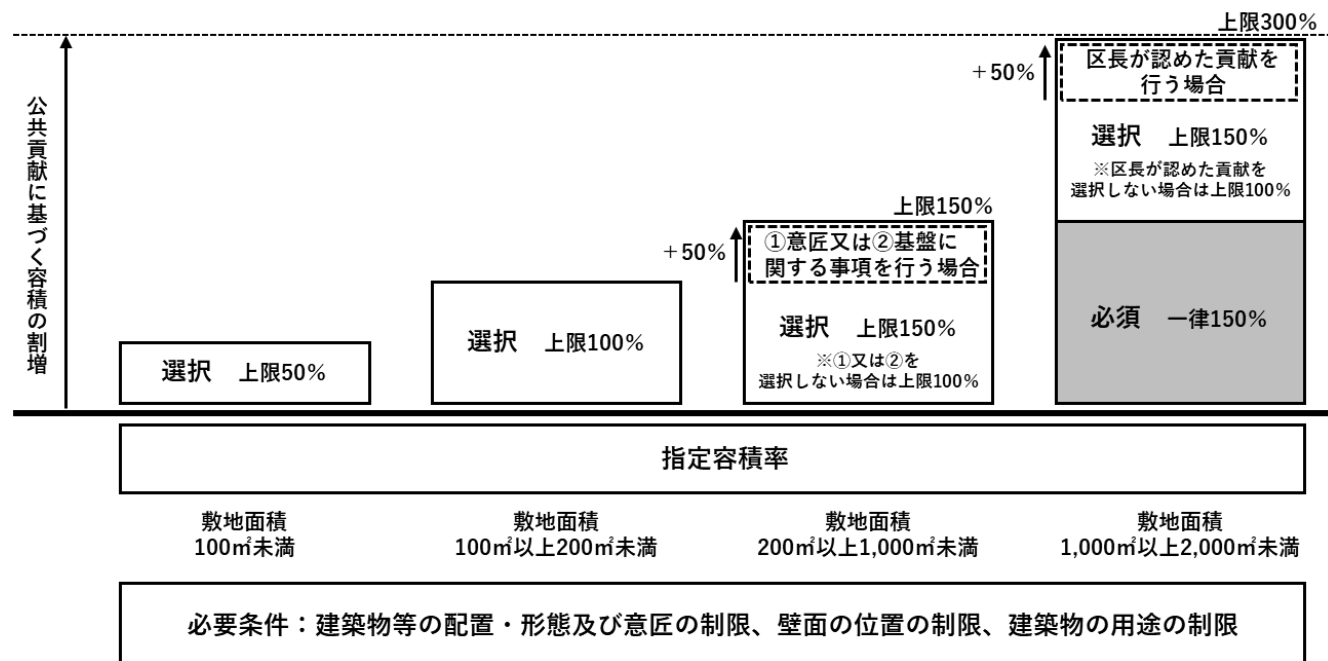 上限300%
公共貢献に基づく容積の割増
+50%
区長が認めた貢献を
行う場合
選択 上限150%
※区長が認めた貢献を
選択しない場合は上限100%
必須 一律150%
上限150%
+50%
①意匠又は②基盤に
関する事項を行う場合
選択 上限150%
※①又は②を
選択しない場合は上限100%
選択 上限100%
選択 上限50%
指定容積率
敷地面積
100㎡未満
敷地面積
100㎡以上200㎡未満
敷地面積
200㎡以上1,000㎡未満
敷地面積
1,000㎡以上2,000㎡未満
必要条件：建築物等の配置・形態及び意匠の制限、壁面の位置の制限、建築物の用途の制限